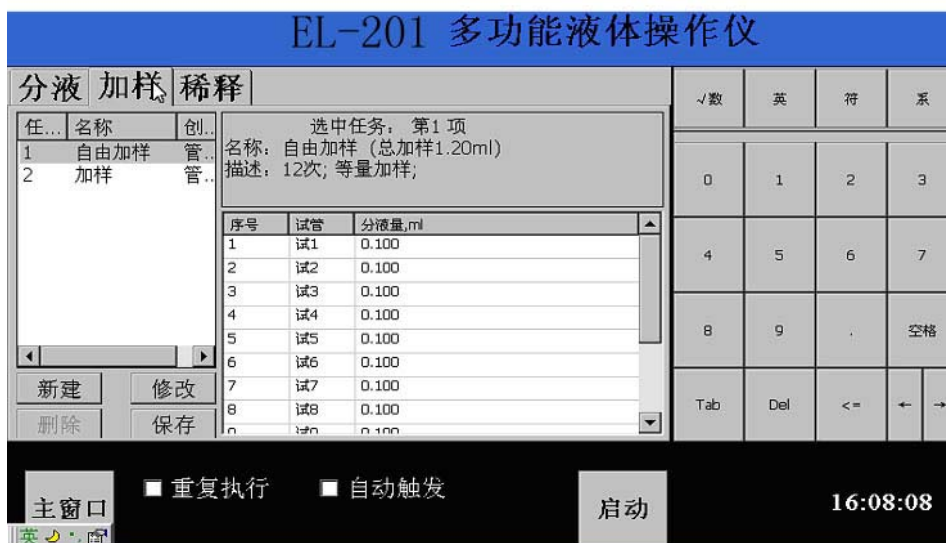 EL-201 多功能液体操作仪
分液 加样 稀释
任... 名称 创..
1 自由加样 管..
2 加样 管..
新建 修改
删除 保存
选中任务: 第1 项
名称: 自由加样 (总加样1.20ml)
描述: 12次; 等量加样;
序号 试管 分液量,ml
1 试1 0.100
2 试2 0.100
3 试3 0.100
4 试4 0.100
5 试5 0.100
6 试6 0.100
7 试7 0.100
8 试8 0.100
√数 英 符 系
0 1 2 3
4 5 6 7
8 9 . 空格
Tab Del <= ← →
主窗口 重复执行 自动触发 启动 16:08:08
英